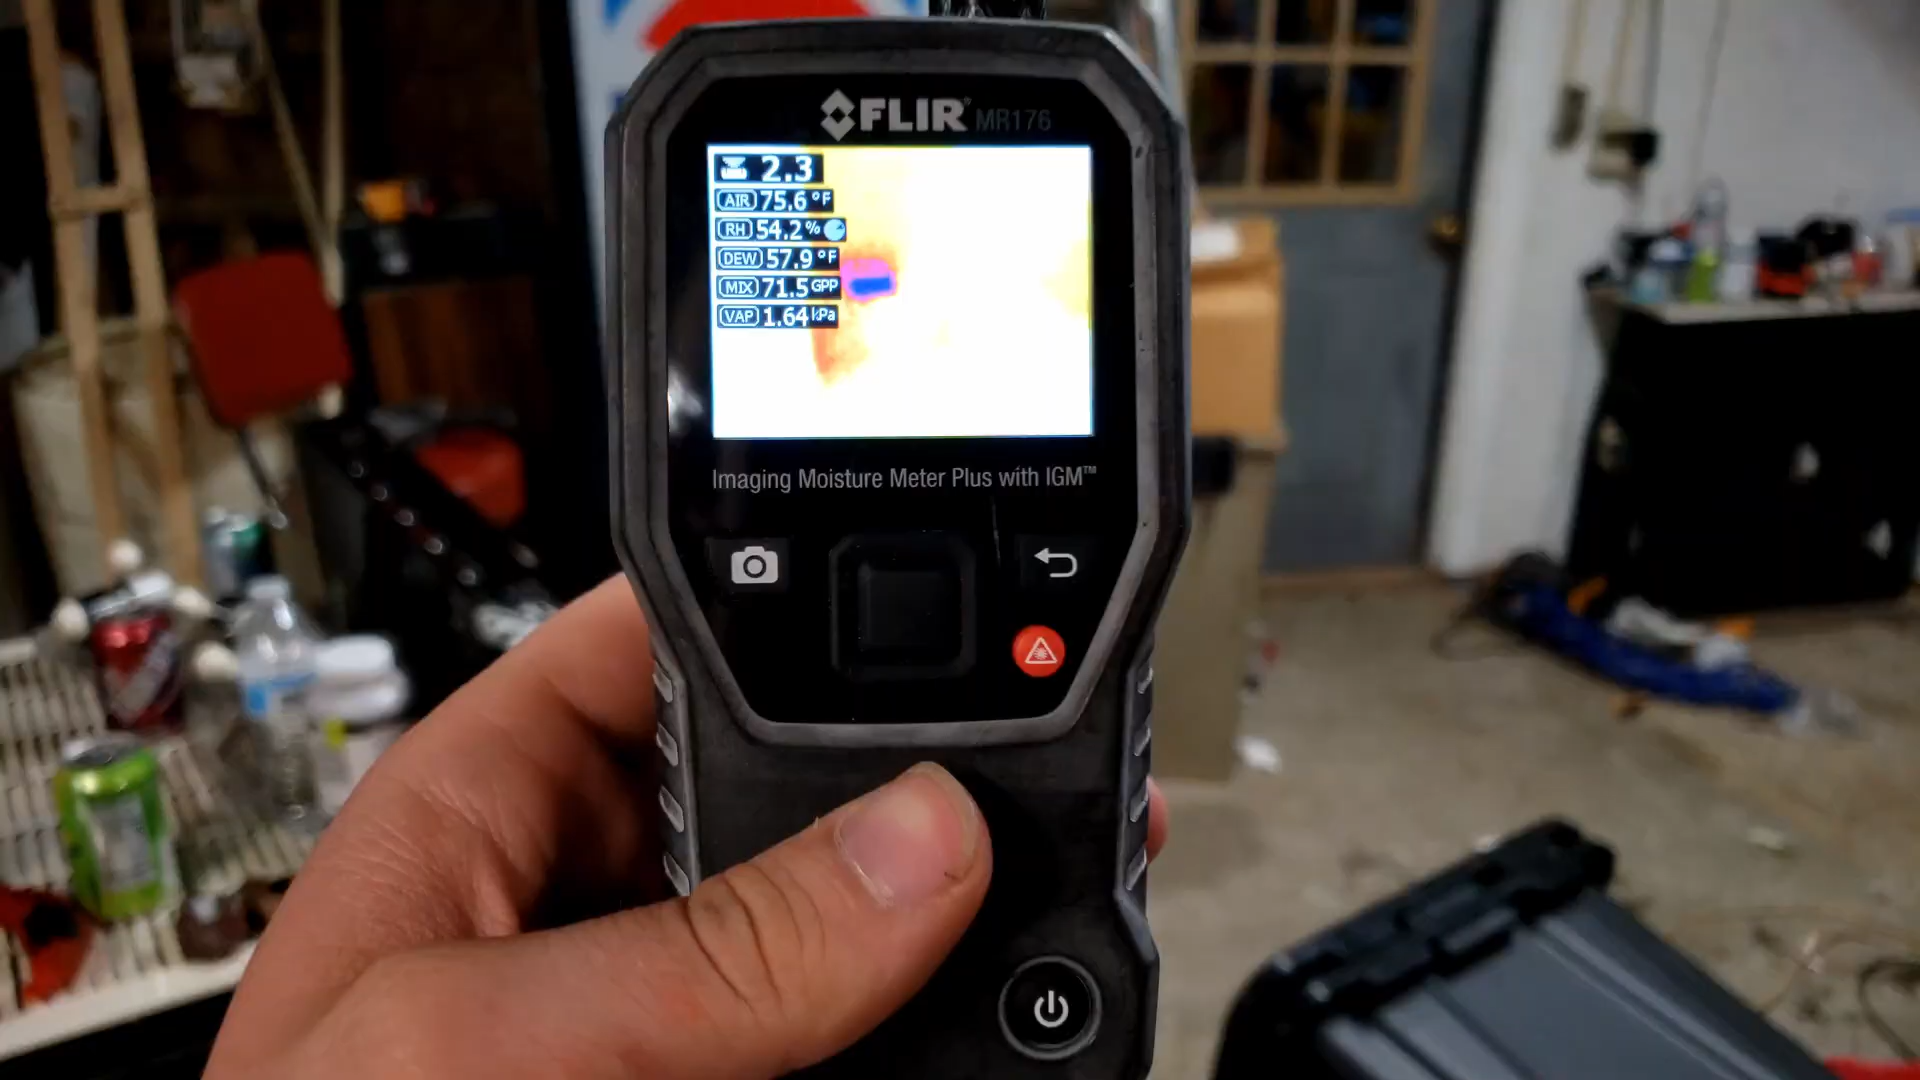 FLIR MR176
2.3
AIR 75.6 °F
RH 54.2 %
DEW 57.9 °F
MIX 71.5 GPP
VAP 1.64 kPa
Imaging Moisture Meter Plus with IGM™